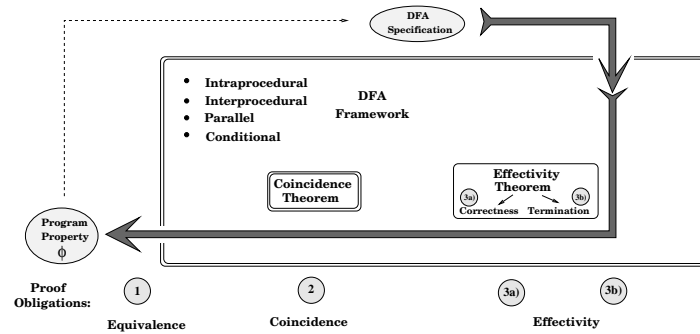 DFA
Specification
• Intraprocedural
• Interprocedural
• Parallel
• Conditional
DFA
Framework
Coincidence
Theorem
Effectivity
Theorem
3a)
3b)
Correctness Termination
Program
Property
ϕ
Proof
Obligations:
1
2
3a)
3b)
Equivalence
Coincidence
Effectivity